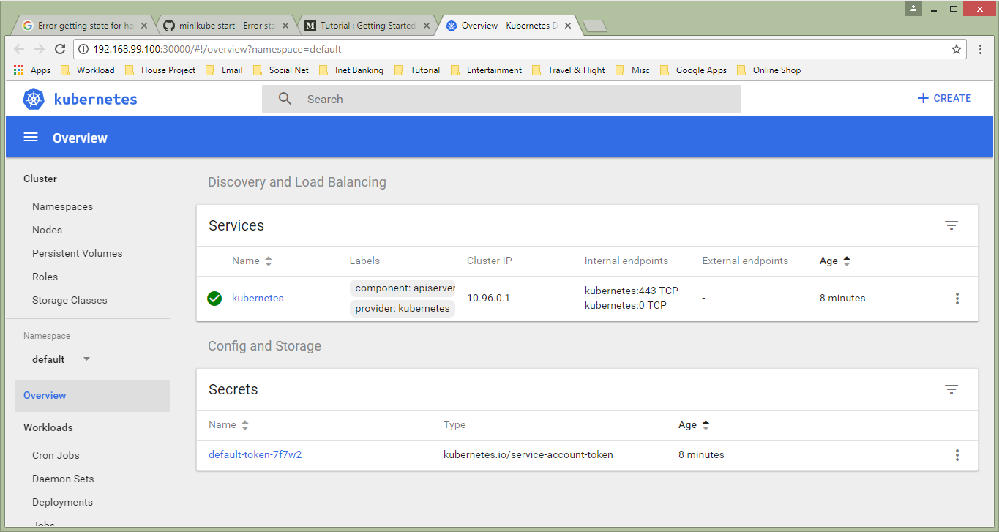 Error getting state for ho
minikube start - Error sta
Tutorial : Getting Started
Overview - Kubernetes D
192.168.99.100:30000/#!/overview?namespace=default
Apps Workload House Project Email Social Net Inet Banking Tutorial Entertainment Travel & Flight Misc Google Apps Online Shop
kubernetes
Search
+ CREATE
Overview
Cluster
Namespaces
Nodes
Persistent Volumes
Roles
Storage Classes
Namespace
default
Overview
Workloads
Cron Jobs
Daemon Sets
Deployments
Jobs
Discovery and Load Balancing
Services
Name Labels Cluster IP Internal endpoints External endpoints Age
kubernetes
component: apiserver
provider: kubernetes
10.96.0.1
kubernetes:443 TCP
kubernetes:0 TCP
-
8 minutes
Config and Storage
Secrets
Name Type Age
default-token-7f7w2 kubernetes.io/service-account-token 8 minutes